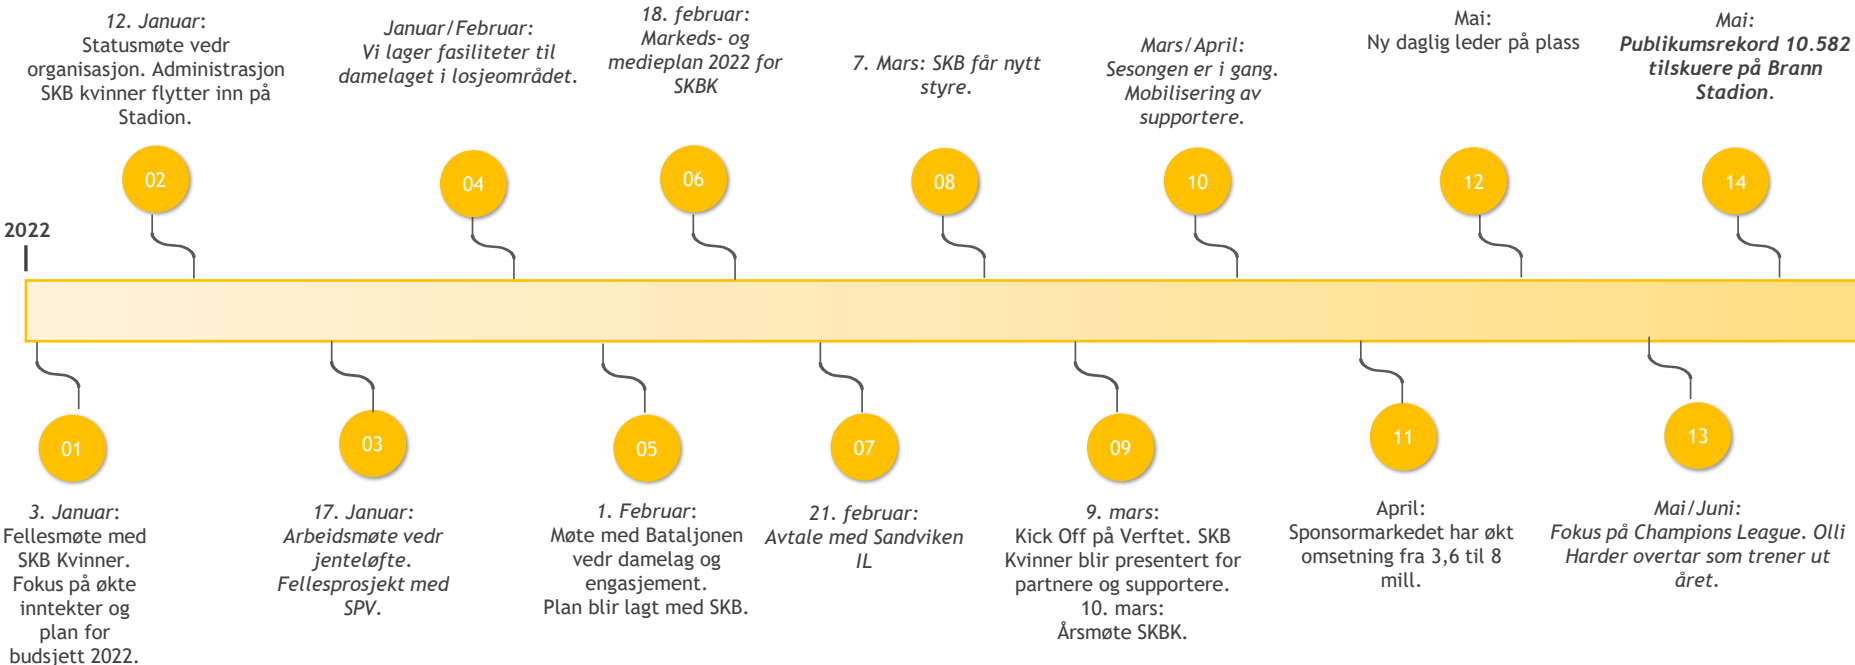 12. Januar:
Statusmøte vedr
organisasjon. Administrasjon
SKB kvinner flytter inn på
Stadion.
Januar/Februar:
Vi lager fasiliteter til
damelaget i losjeområdet.
18. februar:
Markeds- og
medieplan 2022 for
SKBK
7. Mars: SKB får nytt
styre.
Mars/April:
Sesongen er i gang.
Mobilisering av
supportere.
Mai:
Ny daglig leder på plass
Mai:
Publikumsrekord 10.582
tilskuere på Brann
Stadion.
02
04
06
08
10
12
14
2022
01
03
05
07
09
11
13
3. Januar:
Fellesmøte med
SKB Kvinner.
Fokus på økte
inntekter og
plan for
budsjett 2022.
17. Januar:
Arbeidsmøte vedr
jenteløfte.
Fellesprosjekt med
SPV.
1. Februar:
Møte med Bataljonen
vedr damelag og
engasjement.
Plan blir lagt med SKB.
21. februar:
Avtale med Sandviken
IL
9. mars:
Kick Off på Verftet. SKB
Kvinner blir presentert for
partnere og supportere.
10. mars:
Årsmøte SKBK.
April:
Sponsormarkedet har økt
omsetning fra 3,6 til 8
mill.
Mai/Juni:
Fokus på Champions League. Olli
Harder overtar som trener ut
året.